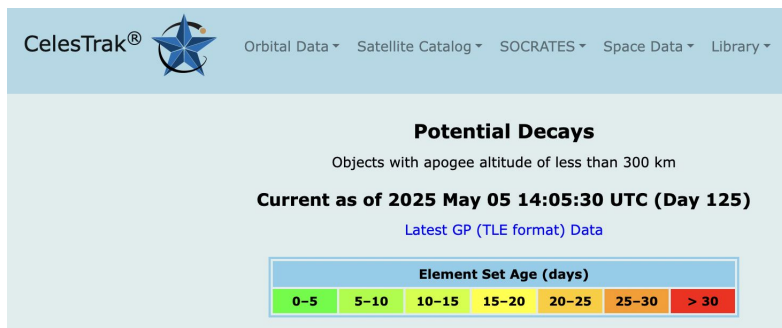 CelesTrak® Orbital Data Satellite Catalog SOCRATES Space Data Library
Potential Decays
Objects with apogee altitude of less than 300 km
Current as of 2025 May 05 14:05:30 UTC (Day 125)
Latest GP (TLE format) Data
Element Set Age (days)
0–5 5–10 10–15 15–20 20–25 25–30 > 30